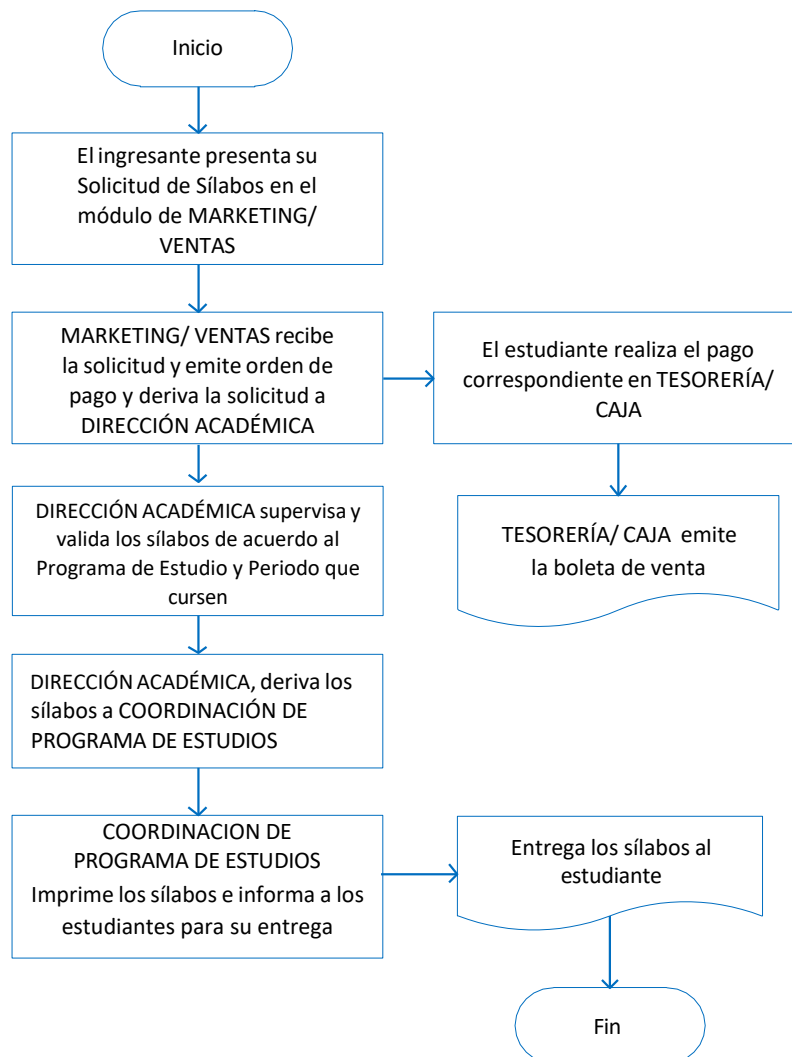 Inicio
El ingresante presenta su
Solicitud de Sílabos en el
módulo de MARKETING/
VENTAS
MARKETING/ VENTAS recibe
la solicitud y emite orden de
pago y deriva la solicitud a
DIRECCIÓN ACADÉMICA
El estudiante realiza el pago
correspondiente en TESORERÍA/
CAJA
DIRECCIÓN ACADÉMICA supervisa y
valida los sílabos de acuerdo al
Programa de Estudio y Periodo que
cursen
TESORERÍA/ CAJA emite
la boleta de venta
DIRECCIÓN ACADÉMICA, deriva los
sílabos a COORDINACIÓN DE
PROGRAMA DE ESTUDIOS
COORDINACION DE
PROGRAMA DE ESTUDIOS
Imprime los sílabos e informa a los
estudiantes para su entrega
Entrega los sílabos al
estudiante
Fin